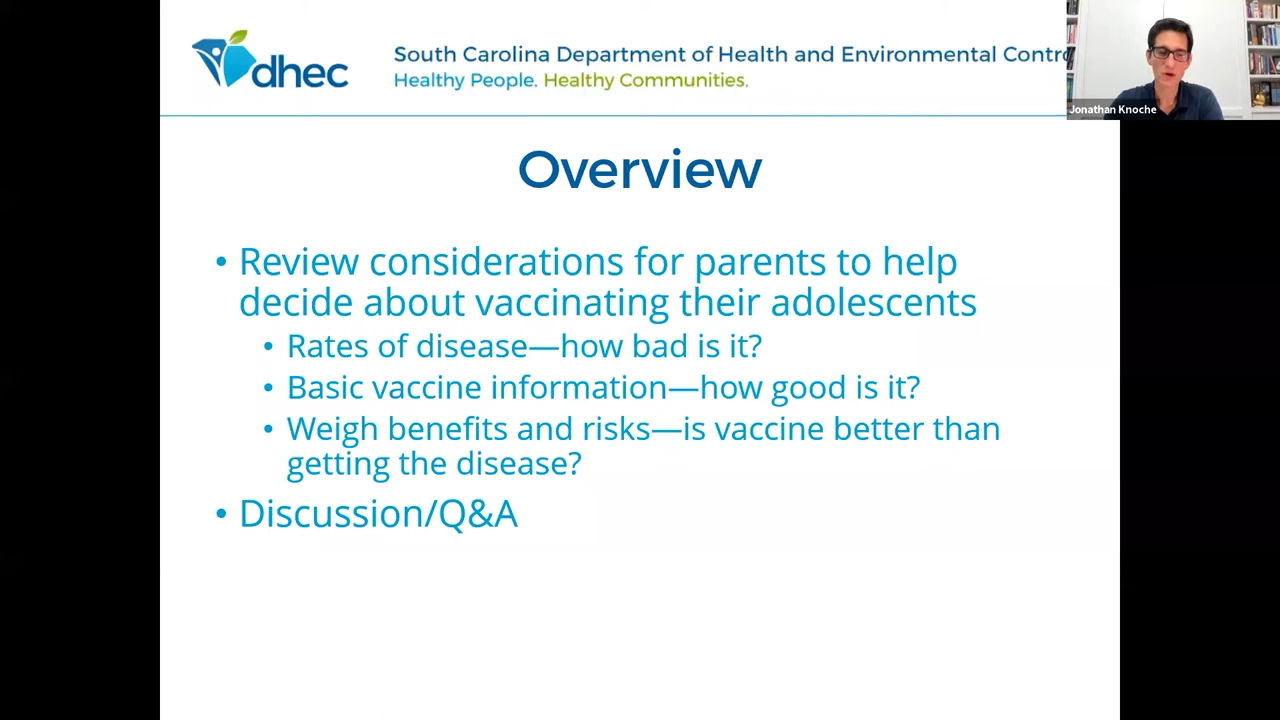 dhec
South Carolina Department of Health and Environmental Contro
Healthy People. Healthy Communities.
Jonathan Knoche
Overview
• Review considerations for parents to help
decide about vaccinating their adolescents
• Rates of disease—how bad is it?
• Basic vaccine information—how good is it?
• Weigh benefits and risks—is vaccine better than
getting the disease?
• Discussion/Q&A